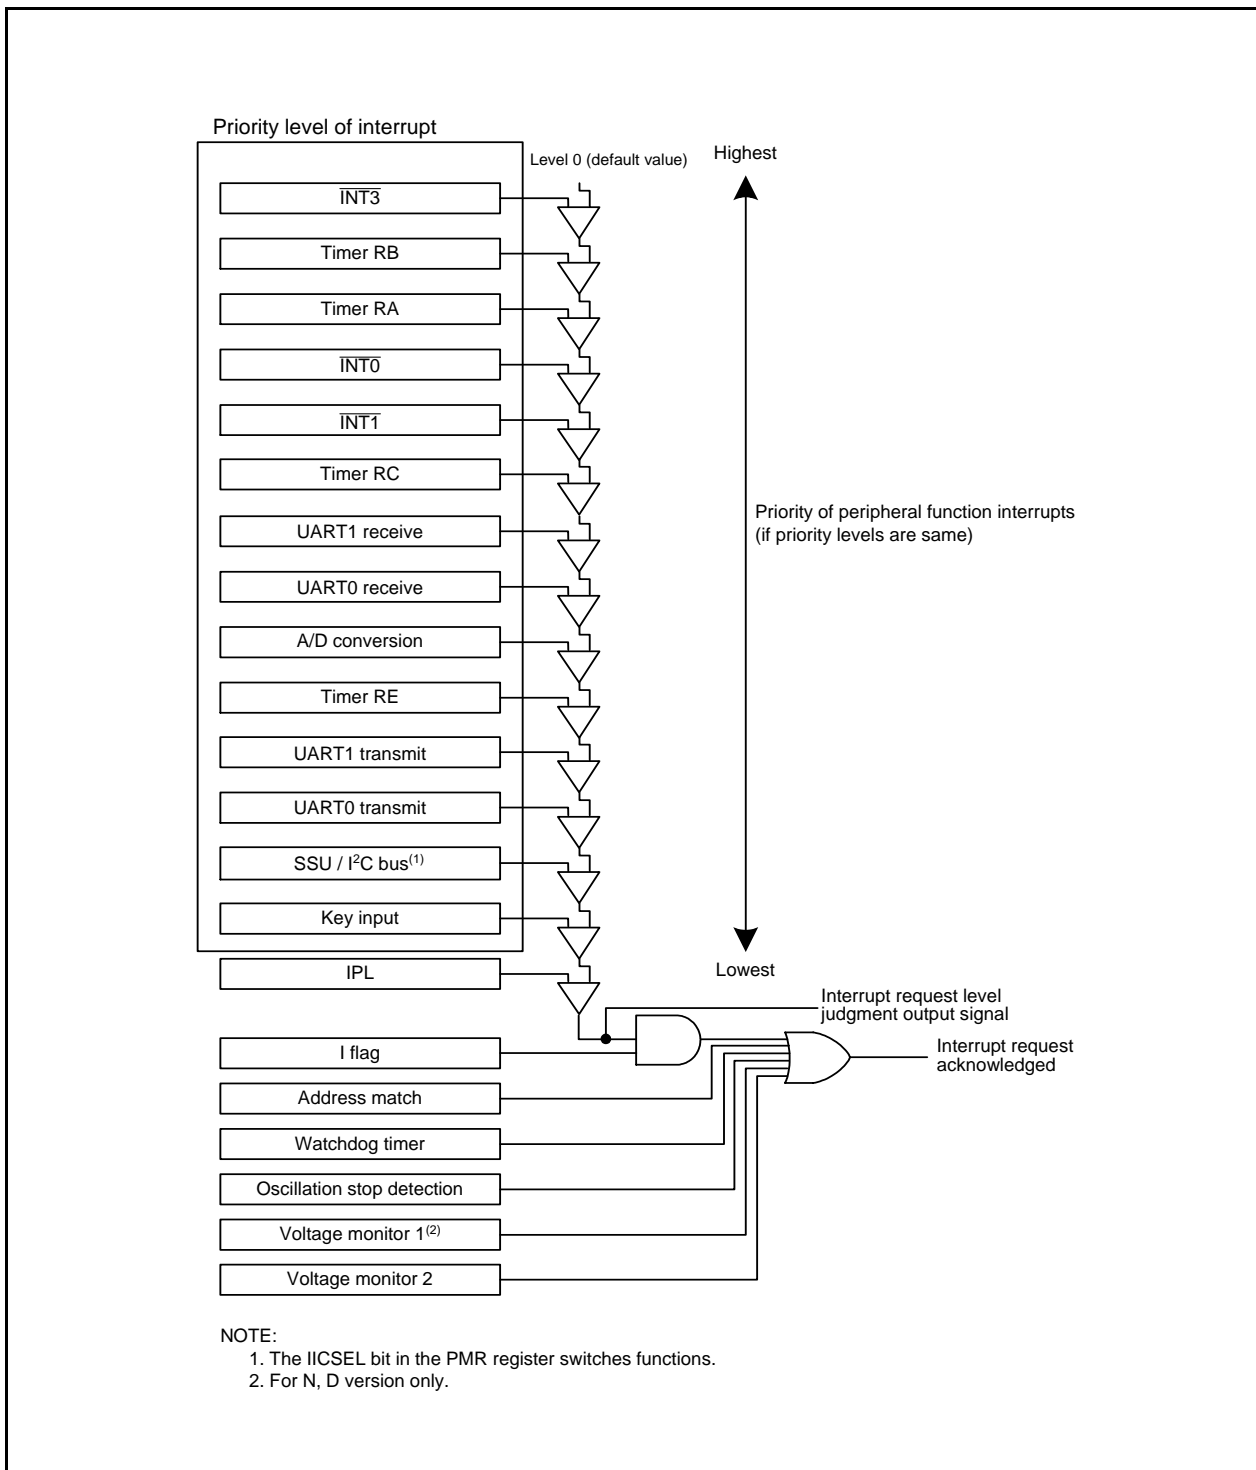 Priority level of interrupt
Level 0 (default value)
Highest
INT3
Timer RB
Timer RA
INT0
INT1
Timer RC
UART1 receive
Priority of peripheral function interrupts
(if priority levels are same)
UART0 receive
A/D conversion
Timer RE
UART1 transmit
UART0 transmit
SSU / I²C bus(1)
Key input
IPL
Lowest
Interrupt request level
judgment output signal
I flag
Interrupt request
acknowledged
Address match
Watchdog timer
Oscillation stop detection
Voltage monitor 1(2)
Voltage monitor 2
NOTE:
1. The IICSEL bit in the PMR register switches functions.
2. For N, D version only.